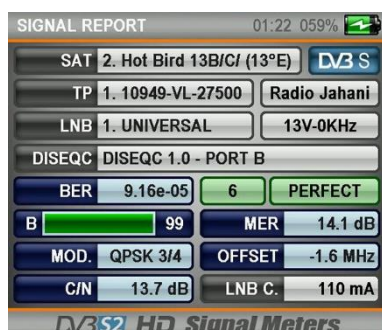 SIGNAL REPORT 01:22 059%
SAT 2. Hot Bird 13B/C/ (13°E) DVB S
TP 1. 10949-VL-27500 Radio Jahani
LNB 1. UNIVERSAL 13V-0KHz
DISEQC DISEQC 1.0 - PORT B
BER 9.16e-05 6 PERFECT
B 99 MER 14.1 dB
MOD. QPSK 3/4 OFFSET -1.6 MHz
C/N 13.7 dB LNB C. 110 mA
DVB S2 HD Signal Meters